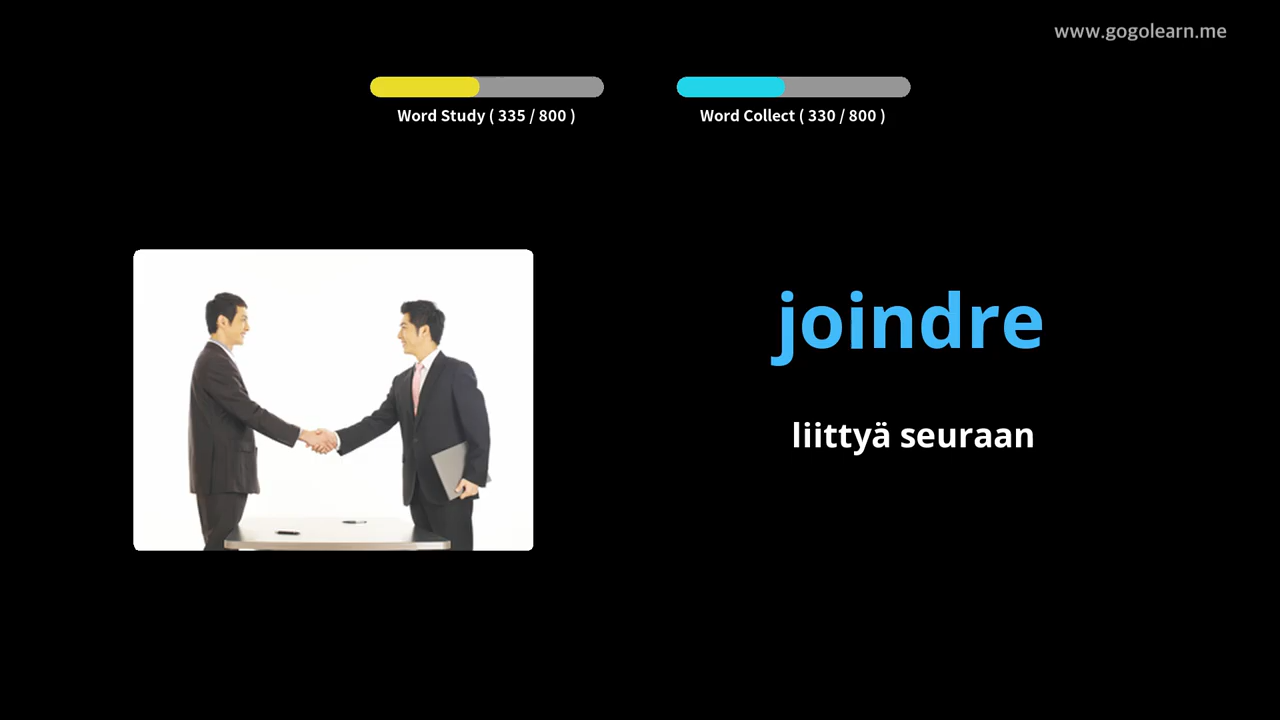 www.gogolearn.me
Word Study ( 335 / 800 )
Word Collect ( 330 / 800 )
joindre
liittyä seuraan